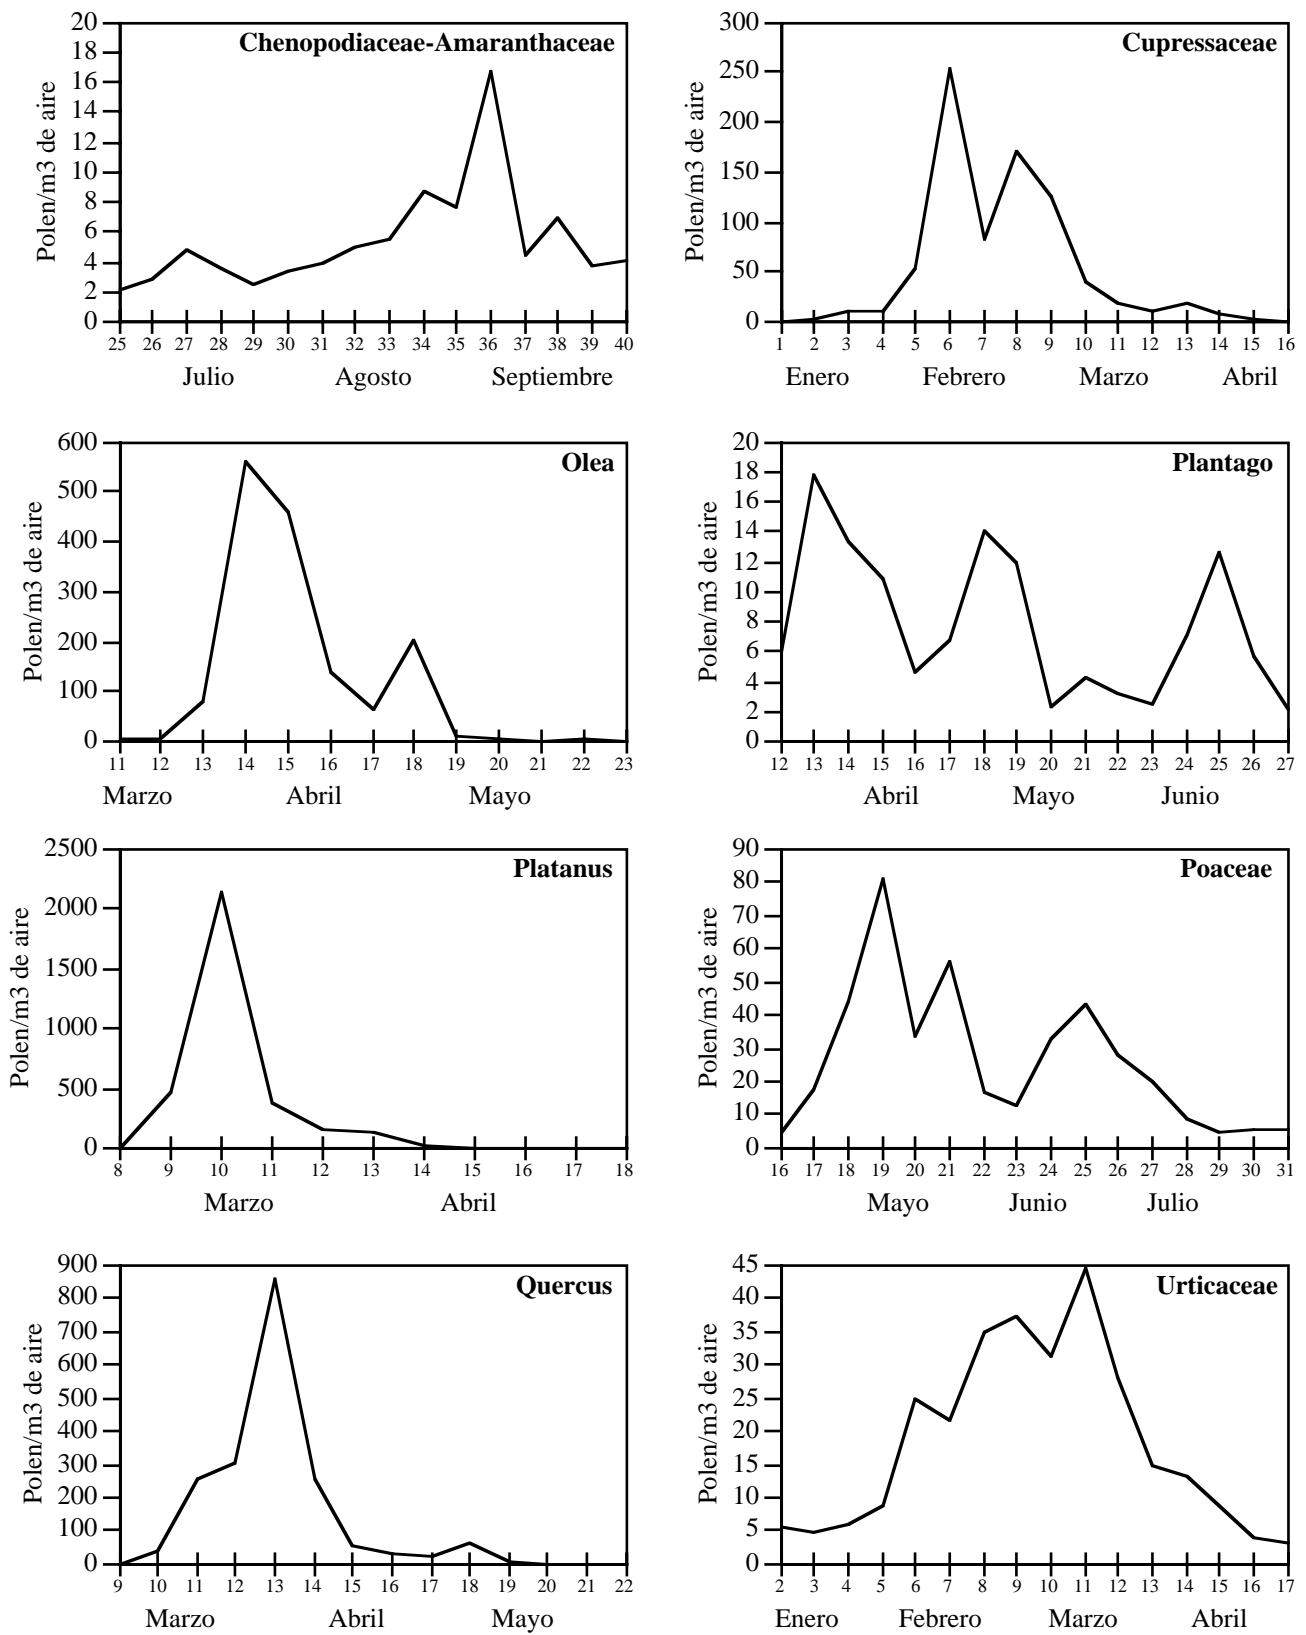 Chenopodiaceae-Amaranthaceae
Polen/m3 de aire
20
18
16
14
12
10
8
6
4
2
0
25 26 27 28 29 30 31 32 33 34 35 36 37 38 39 40
Julio Agosto Septiembre
Cupressaceae
Polen/m3 de aire
300
250
200
150
100
50
0
1 2 3 4 5 6 7 8 9 10 11 12 13 14 15 16
Enero Febrero Marzo Abril
Olea
Polen/m3 de aire
600
500
400
300
200
100
0
11 12 13 14 15 16 17 18 19 20 21 22 23
Marzo Abril Mayo
Plantago
Polen/m3 de aire
20
18
16
14
12
10
8
6
4
2
0
12 13 14 15 16 17 18 19 20 21 22 23 24 25 26 27
Abril Mayo Junio
Platanus
Polen/m3 de aire
2500
2000
1500
1000
500
0
8 9 10 11 12 13 14 15 16 17 18
Marzo Abril
Poaceae
Polen/m3 de aire
90
80
70
60
50
40
30
20
10
0
16 17 18 19 20 21 22 23 24 25 26 27 28 29 30 31
Mayo Junio Julio
Quercus
Polen/m3 de aire
900
800
700
600
500
400
300
200
100
0
9 10 11 12 13 14 15 16 17 18 19 20 21 22
Marzo Abril Mayo
Urticaceae
Polen/m3 de aire
45
40
35
30
25
20
15
10
5
0
2 3 4 5 6 7 8 9 10 11 12 13 14 15 16 17
Enero Febrero Marzo Abril